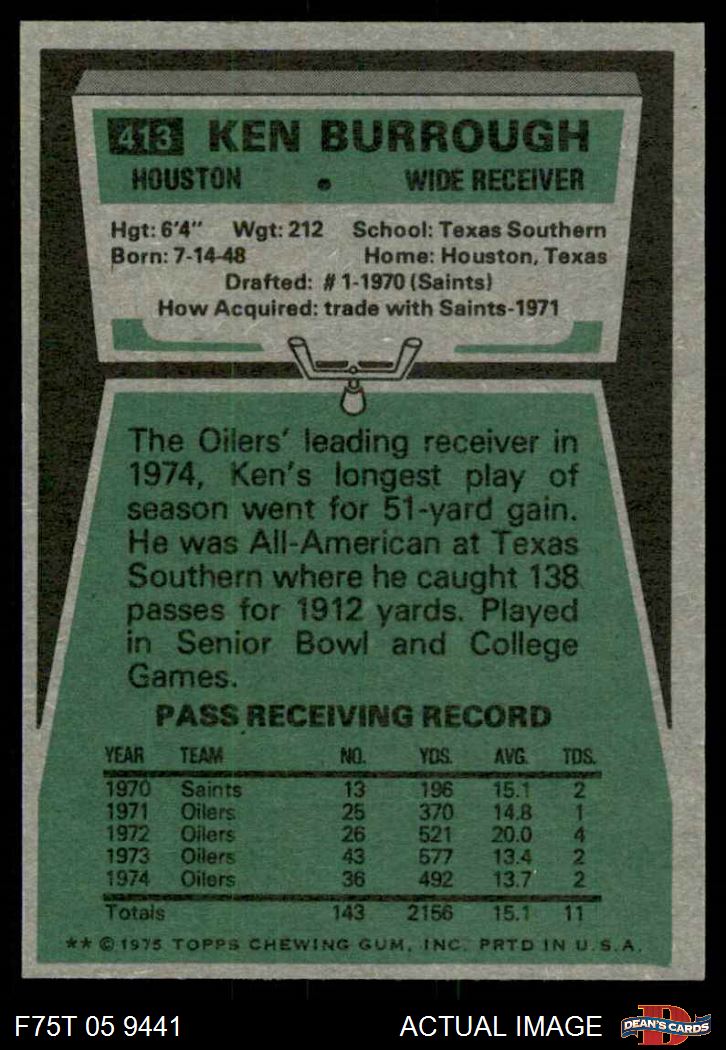 43 KEN BURROUGH
HOUSTON • WIDE RECEIVER
Hgt: 6'4" Wgt: 212 School: Texas Southern
Born: 7-14-48 Home: Houston, Texas
Drafted: #1-1970 (Saints)
How Acquired: trade with Saints-1971
The Oilers' leading receiver in
1974, Ken's longest play of
season went for 51-yard gain.
He was All-American at Texas
Southern where he caught 138
passes for 1912 yards. Played
in Senior Bowl and College
Games.
PASS RECEIVING RECORD
YEAR TEAM NO. YDS. AVG. TDS.
1970 Saints 13 196 15.1 2
1971 Oilers 25 370 14.8 1
1972 Oilers 26 521 20.0 4
1973 Oilers 43 577 13.4 2
1974 Oilers 36 492 13.7 2
Totals 143 2156 15.1 11
** © 1975 TOPPS CHEWING GUM, INC. PRTD IN U.S.A.
F75T 05 9441 ACTUAL IMAGE D DEAN'S CARDS